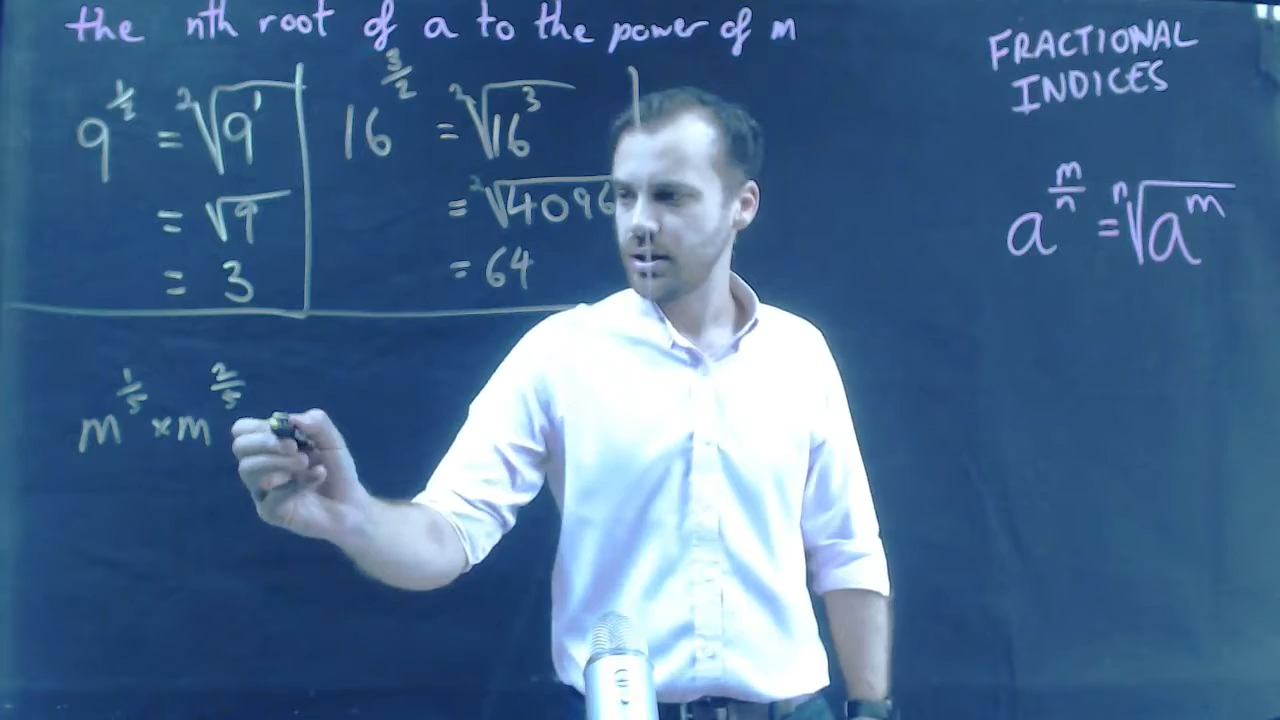 the nth root of a to the power of m
FRACTIONAL
INDICES
9^{1/2} = ²√9¹
= √9
= 3
16^{3/2} = ²√16³
= ²√4096
= 64
a^{m/n} = ⁿ√a^m
m^{1/5} × m^{2/5}